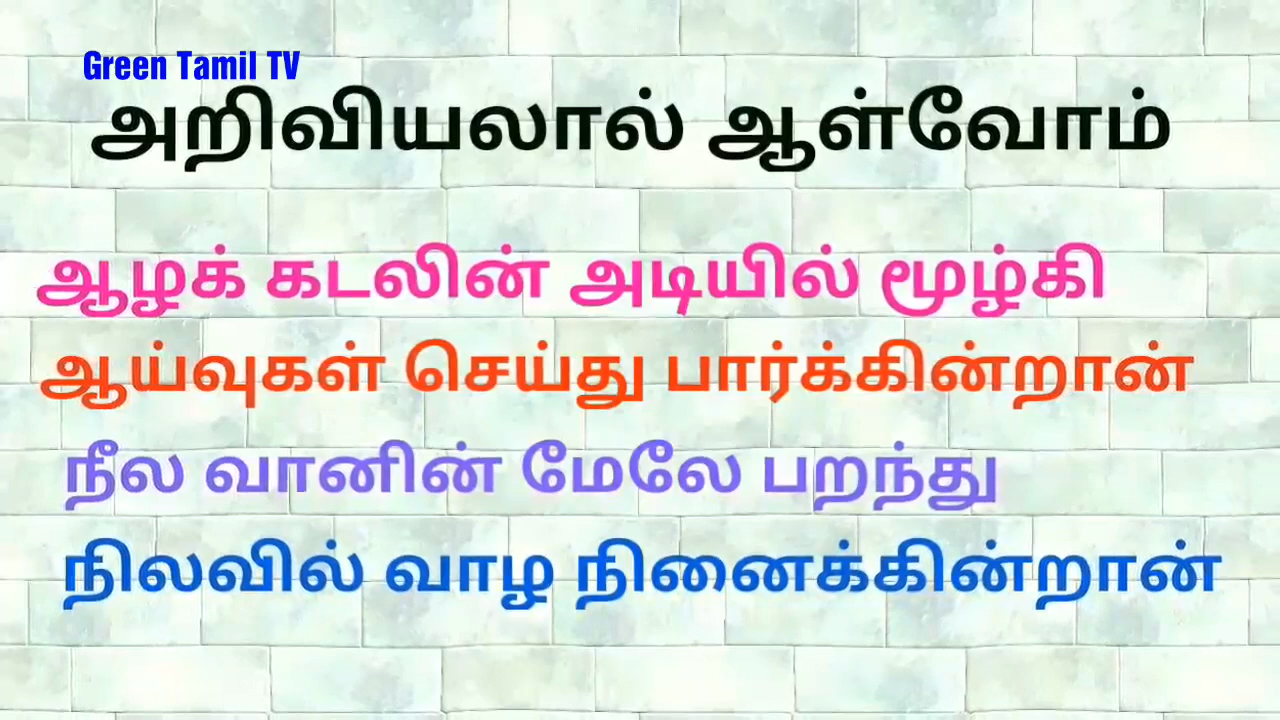 Green Tamil TV
அறிவியலால் ஆள்வோம்
ஆழக் கடலின் அடியில் மூழ்கி
ஆய்வுகள் செய்து பார்க்கின்றான்
நீல வானின் மேலே பறந்து
நிலவில் வாழ நினைக்கின்றான்